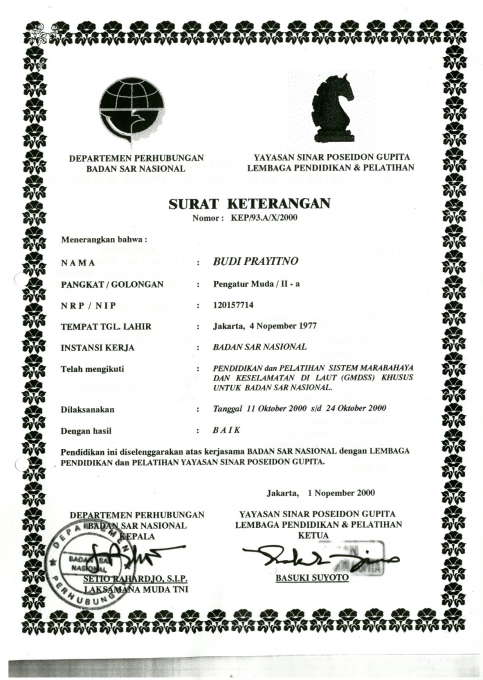 DEPARTEMEN PERHUBUNGAN
BADAN SAR NASIONAL
YAYASAN SINAR POSEIDON GUPITA
LEMBAGA PENDIDIKAN & PELATIHAN
SURAT KETERANGAN
Nomor : KEP/93.A/X/2000
Menerangkan bahwa :
N A M A : BUDI PRAYITNO
PANGKAT / GOLONGAN : Pengatur Muda / II - a
N R P / N I P : 120157714
TEMPAT TGL. LAHIR : Jakarta, 4 Nopember 1977
INSTANSI KERJA : BADAN SAR NASIONAL
Telah mengikuti : PENDIDIKAN dan PELATIHAN SISTEM MARABAHAYA
DAN KESELAMATAN DI LAUT (GMDSS) KHUSUS
UNTUK BADAN SAR NASIONAL.
Dilaksanakan : Tanggal 11 Oktober 2000 s/d 24 Oktober 2000
Dengan hasil : B A I K
Pendidikan ini diselenggarakan atas kerjasama BADAN SAR NASIONAL dengan LEMBAGA
PENDIDIKAN dan PELATIHAN YAYASAN SINAR POSEIDON GUPITA.
Jakarta, 1 Nopember 2000
DEPARTEMEN PERHUBUNGAN
BADAN SAR NASIONAL
KEPALA
DEPARTEMEN
BADAN SAR
NASIONAL
PERHUBUNGAN
SETIO RAHARDJO, S.I.P.
LAKSAMANA MUDA TNI
YAYASAN SINAR POSEIDON GUPITA
LEMBAGA PENDIDIKAN & PELATIHAN
KETUA
BASUKI SUYOTO